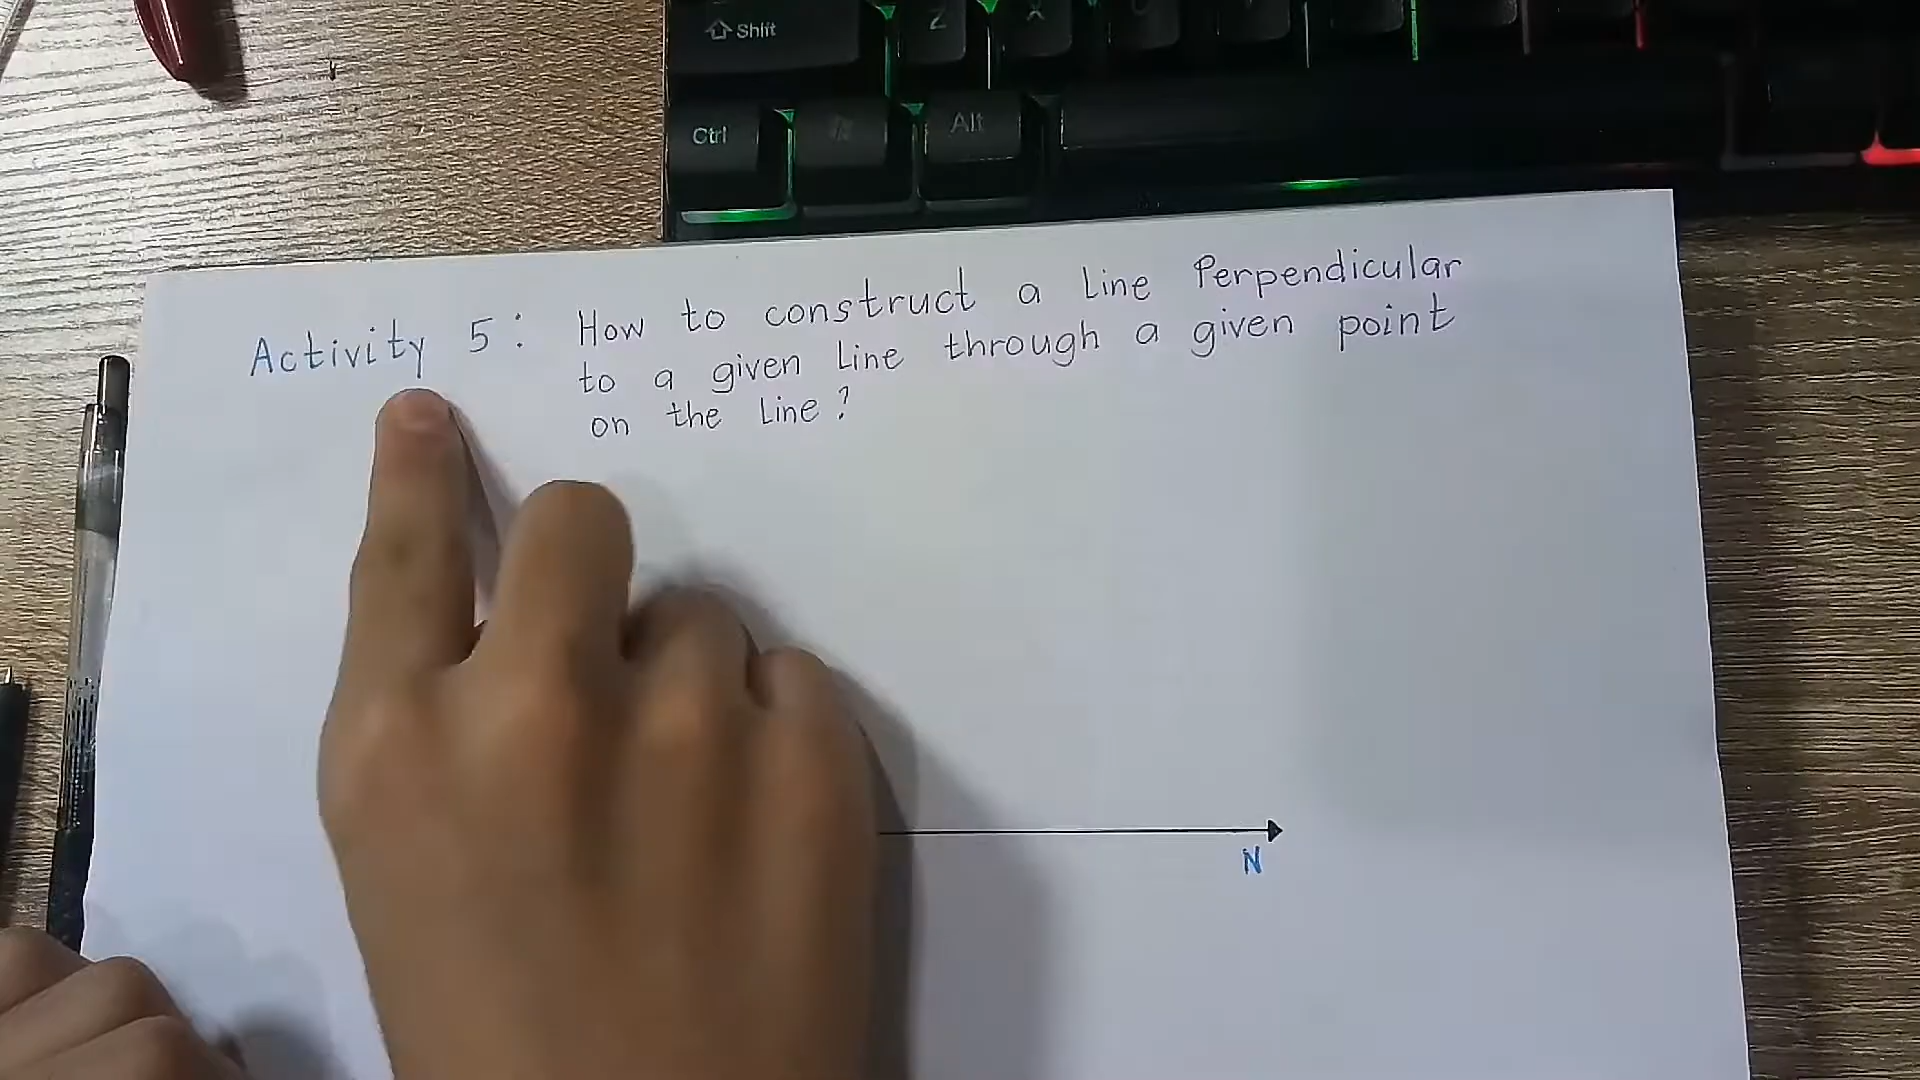 Shift
Z
X
Ctrl
Alt
Activity 5: How to construct a line Perpendicular
to a given line through a given point
on the line?
N